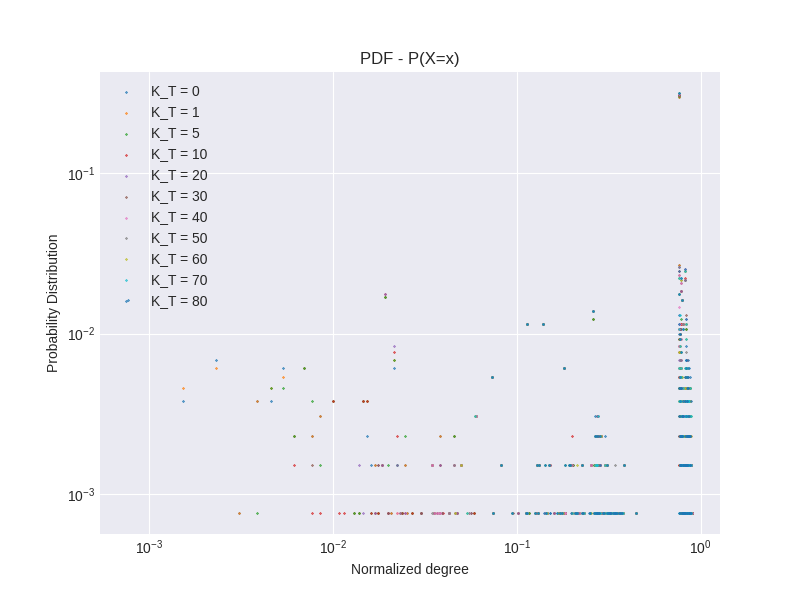 PDF - P(X=x)
K_T = 0
K_T = 1
K_T = 5
K_T = 10
K_T = 20
K_T = 30
K_T = 40
K_T = 50
K_T = 60
K_T = 70
K_T = 80
10⁻¹
10⁻²
10⁻³
Probability Distribution
10⁻³ 10⁻² 10⁻¹ 10⁰
Normalized degree